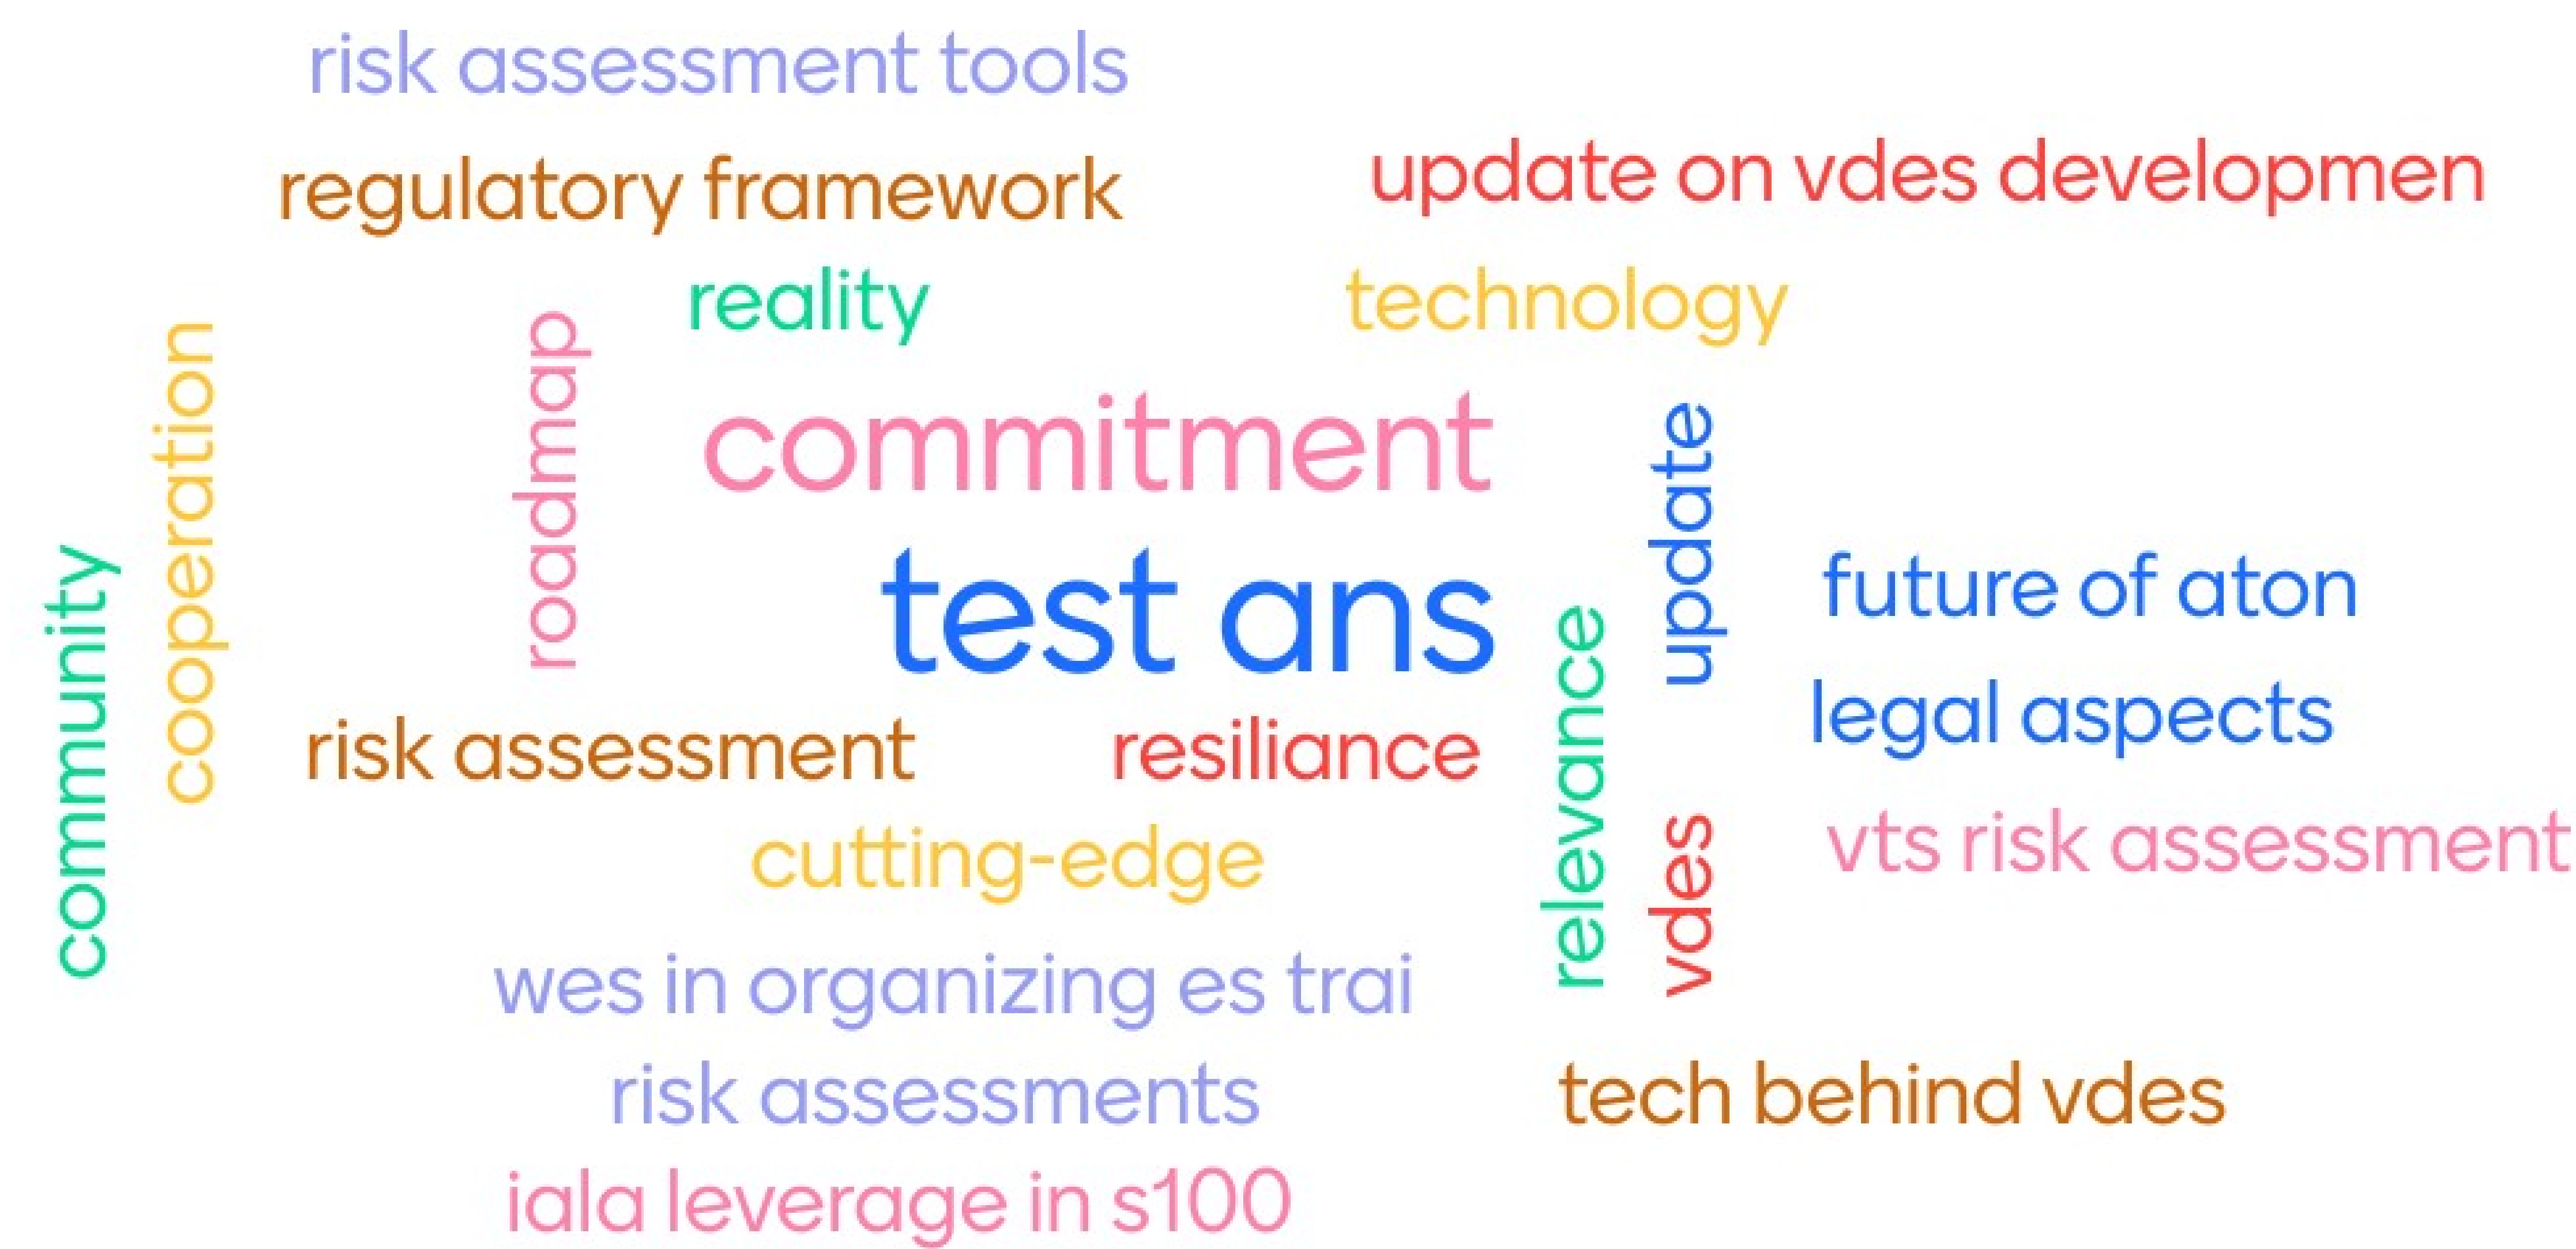 risk assessment tools
regulatory framework
update on vdes developmen
reality
technology
cooperation
roadmap
commitment
update
community
test ans
future of aton
relevance
legal aspects
risk assessment
resiliance
vdes
vts risk assessment
cutting-edge
wes in organizing es trai
risk assessments
tech behind vdes
iala leverage in s100